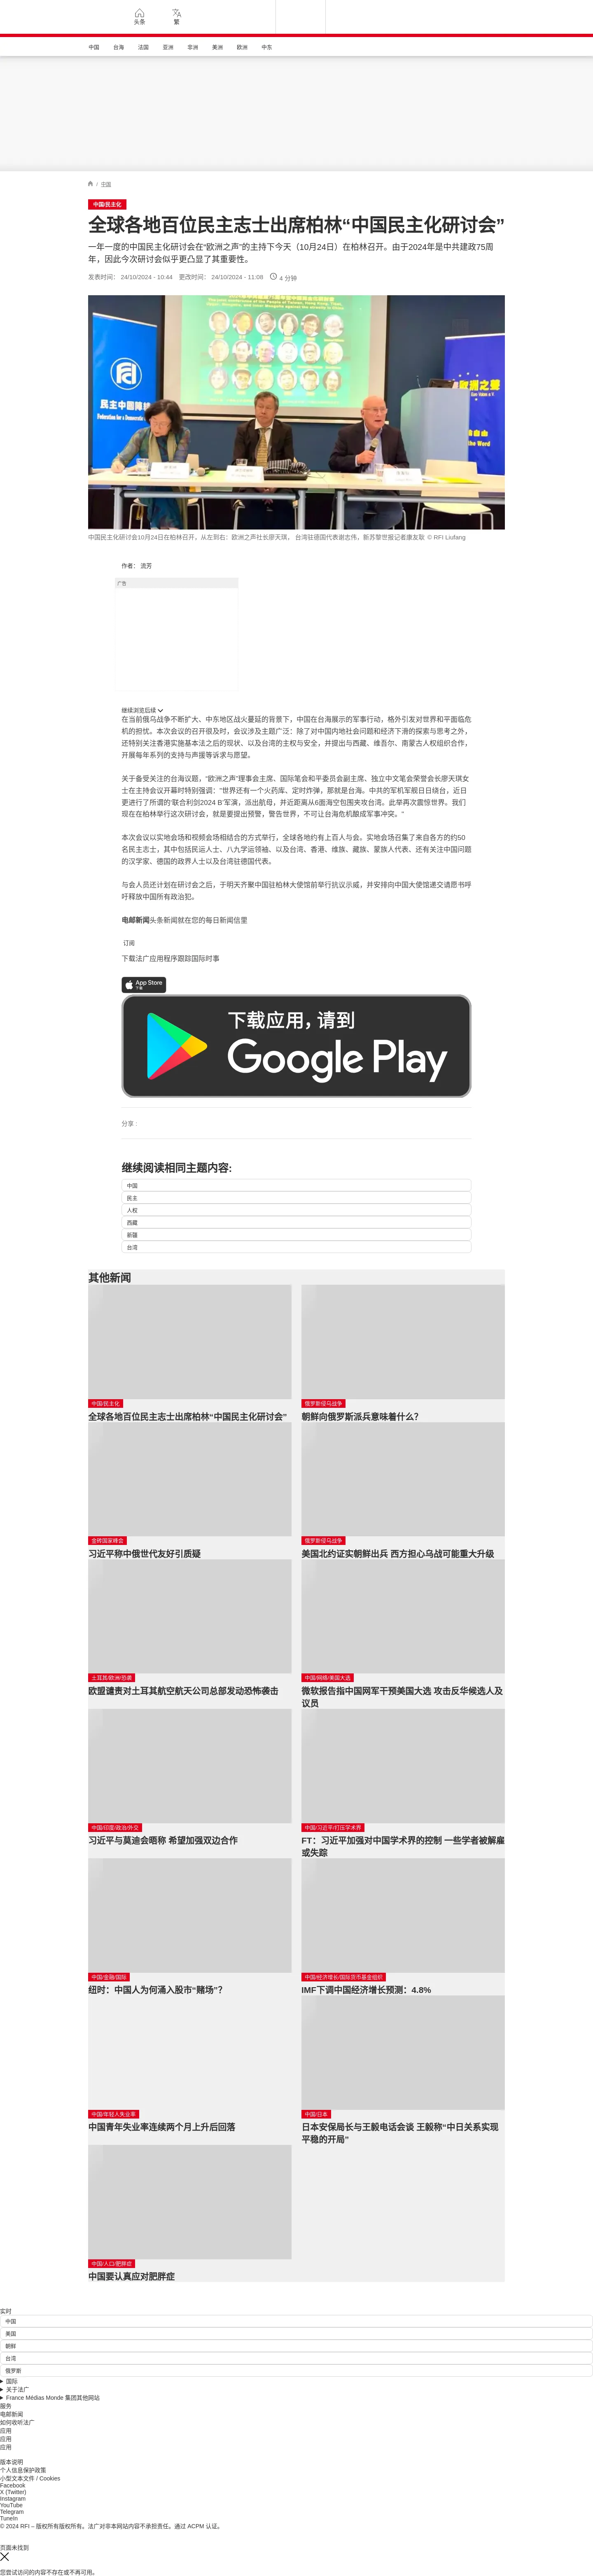 头条
繁
中国
台海
法国
亚洲
非洲
美洲
欧洲
中东
/ 中国
中国/民主化
全球各地百位民主志士出席柏林“中国民主化研讨会”
一年一度的中国民主化研讨会在“欧洲之声”的主持下今天（10月24日）在柏林召开。由于2024年是中共建政75周
年，因此今次研讨会似乎更凸显了其重要性。
发表时间： 24/10/2024 - 10:44 更改时间： 24/10/2024 - 11:08 4 分钟
民主中国陣線
Federation for a Democratic
欧洲之聲
自由
the Word
中国民主化研讨会10月24日在柏林召开，从左到右：欧洲之声社长廖天琪， 台湾驻德国代表谢志伟，新苏黎世报记者康友耿 © RFI Liufang
作者： 流芳
广告
继续浏览后续
在当前俄乌战争不断扩大、中东地区战火蔓延的背景下，中国在台海展示的军事行动，格外引发对世界和平面临危
机的担忧。本次会议的召开很及时，会议涉及主题广泛：除了对中国内地社会问题和经济下滑的探索与思考之外，
还特别关注香港实施基本法之后的现状、以及台湾的主权与安全，并提出与西藏、维吾尔、南蒙古人权组织合作，
开展每年系列的支持与声援等诉求与愿望。
关于备受关注的台海议题，“欧洲之声”理事会主席、国际笔会和平委员会副主席、独立中文笔会荣誉会长廖天琪女
士在主持会议开幕时特别强调：“世界还有一个火药库、定时炸弹，那就是台海。中共的军机军舰日日绕台，近日
更进行了所谓的‘联合利剑2024 B’军演，派出航母，并近距离从6面海空包围夹攻台湾。此举再次震惊世界。我们
现在在柏林举行这次研讨会，就是要提出预警，警告世界，不可让台海危机酿成军事冲突。”
本次会议以实地会场和视频会场相结合的方式举行，全球各地约有上百人与会。实地会场召集了来自各方的约50
名民主志士，其中包括民运人士、八九学运领袖、以及台湾、香港、维族、藏族、蒙族人代表、还有关注中国问题
的汉学家、德国的政界人士以及台湾驻德国代表。
与会人员还计划在研讨会之后，于明天齐聚中国驻柏林大使馆前举行抗议示威，并安排向中国大使馆递交请愿书呼
吁释放中国所有政治犯。
电邮新闻头条新闻就在您的每日新闻信里
订阅
下载法广应用程序跟踪国际时事
App Store
下载
下载应用，请到
Google Play
分享 :
继续阅读相同主题内容:
中国
民主
人权
西藏
新疆
台湾
其他新闻
中国/民主化
全球各地百位民主志士出席柏林“中国民主化研讨会”
俄罗斯侵乌战争
朝鲜向俄罗斯派兵意味着什么？
金砖国家峰会
习近平称中俄世代友好引质疑
俄罗斯侵乌战争
美国北约证实朝鲜出兵 西方担心乌战可能重大升级
土耳其/欧洲/恐袭
欧盟谴责对土耳其航空航天公司总部发动恐怖袭击
中国/网络/美国大选
微软报告指中国网军干预美国大选 攻击反华候选人及
议员
中国/印度/政治/外交
习近平与莫迪会晤称 希望加强双边合作
中国/习近平/打压学术界
FT：习近平加强对中国学术界的控制 一些学者被解雇
或失踪
中国/金融/国际
纽时：中国人为何涌入股市“赌场”？
中国/经济增长/国际货币基金组织
IMF下调中国经济增长预测：4.8%
中国/年轻人失业率
中国青年失业率连续两个月上升后回落
中国/日本
日本安保局长与王毅电话会谈 王毅称“中日关系实现
平稳的开局”
中国/人口/肥胖症
中国要认真应对肥胖症
实时
中国
美国
朝鲜
台湾
俄罗斯
国际
关于法广
France Médias Monde 集团其他网站
服务
电邮新闻
如何收听法广
应用
应用
应用
版本说明
个人信息保护政策
小型文本文件 / Cookies
Facebook
X (Twitter)
Instagram
YouTube
Telegram
TuneIn
© 2024 RFI – 版权所有版权所有。法广对非本网站内容不承担责任。通过 ACPM 认证。
页面未找到
您尝试访问的内容不存在或不再可用。